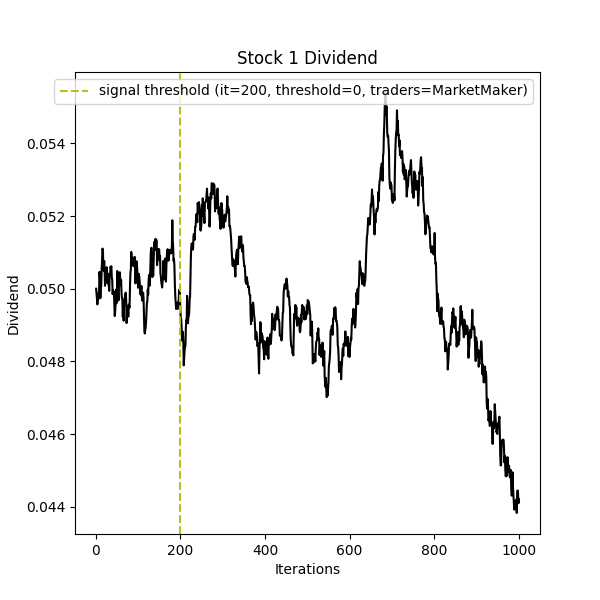 Stock 1 Dividend
signal threshold (it=200, threshold=0, traders=MarketMaker)
0.054
0.052
0.050
0.048
0.046
0.044
Dividend
0 200 400 600 800 1000
Iterations